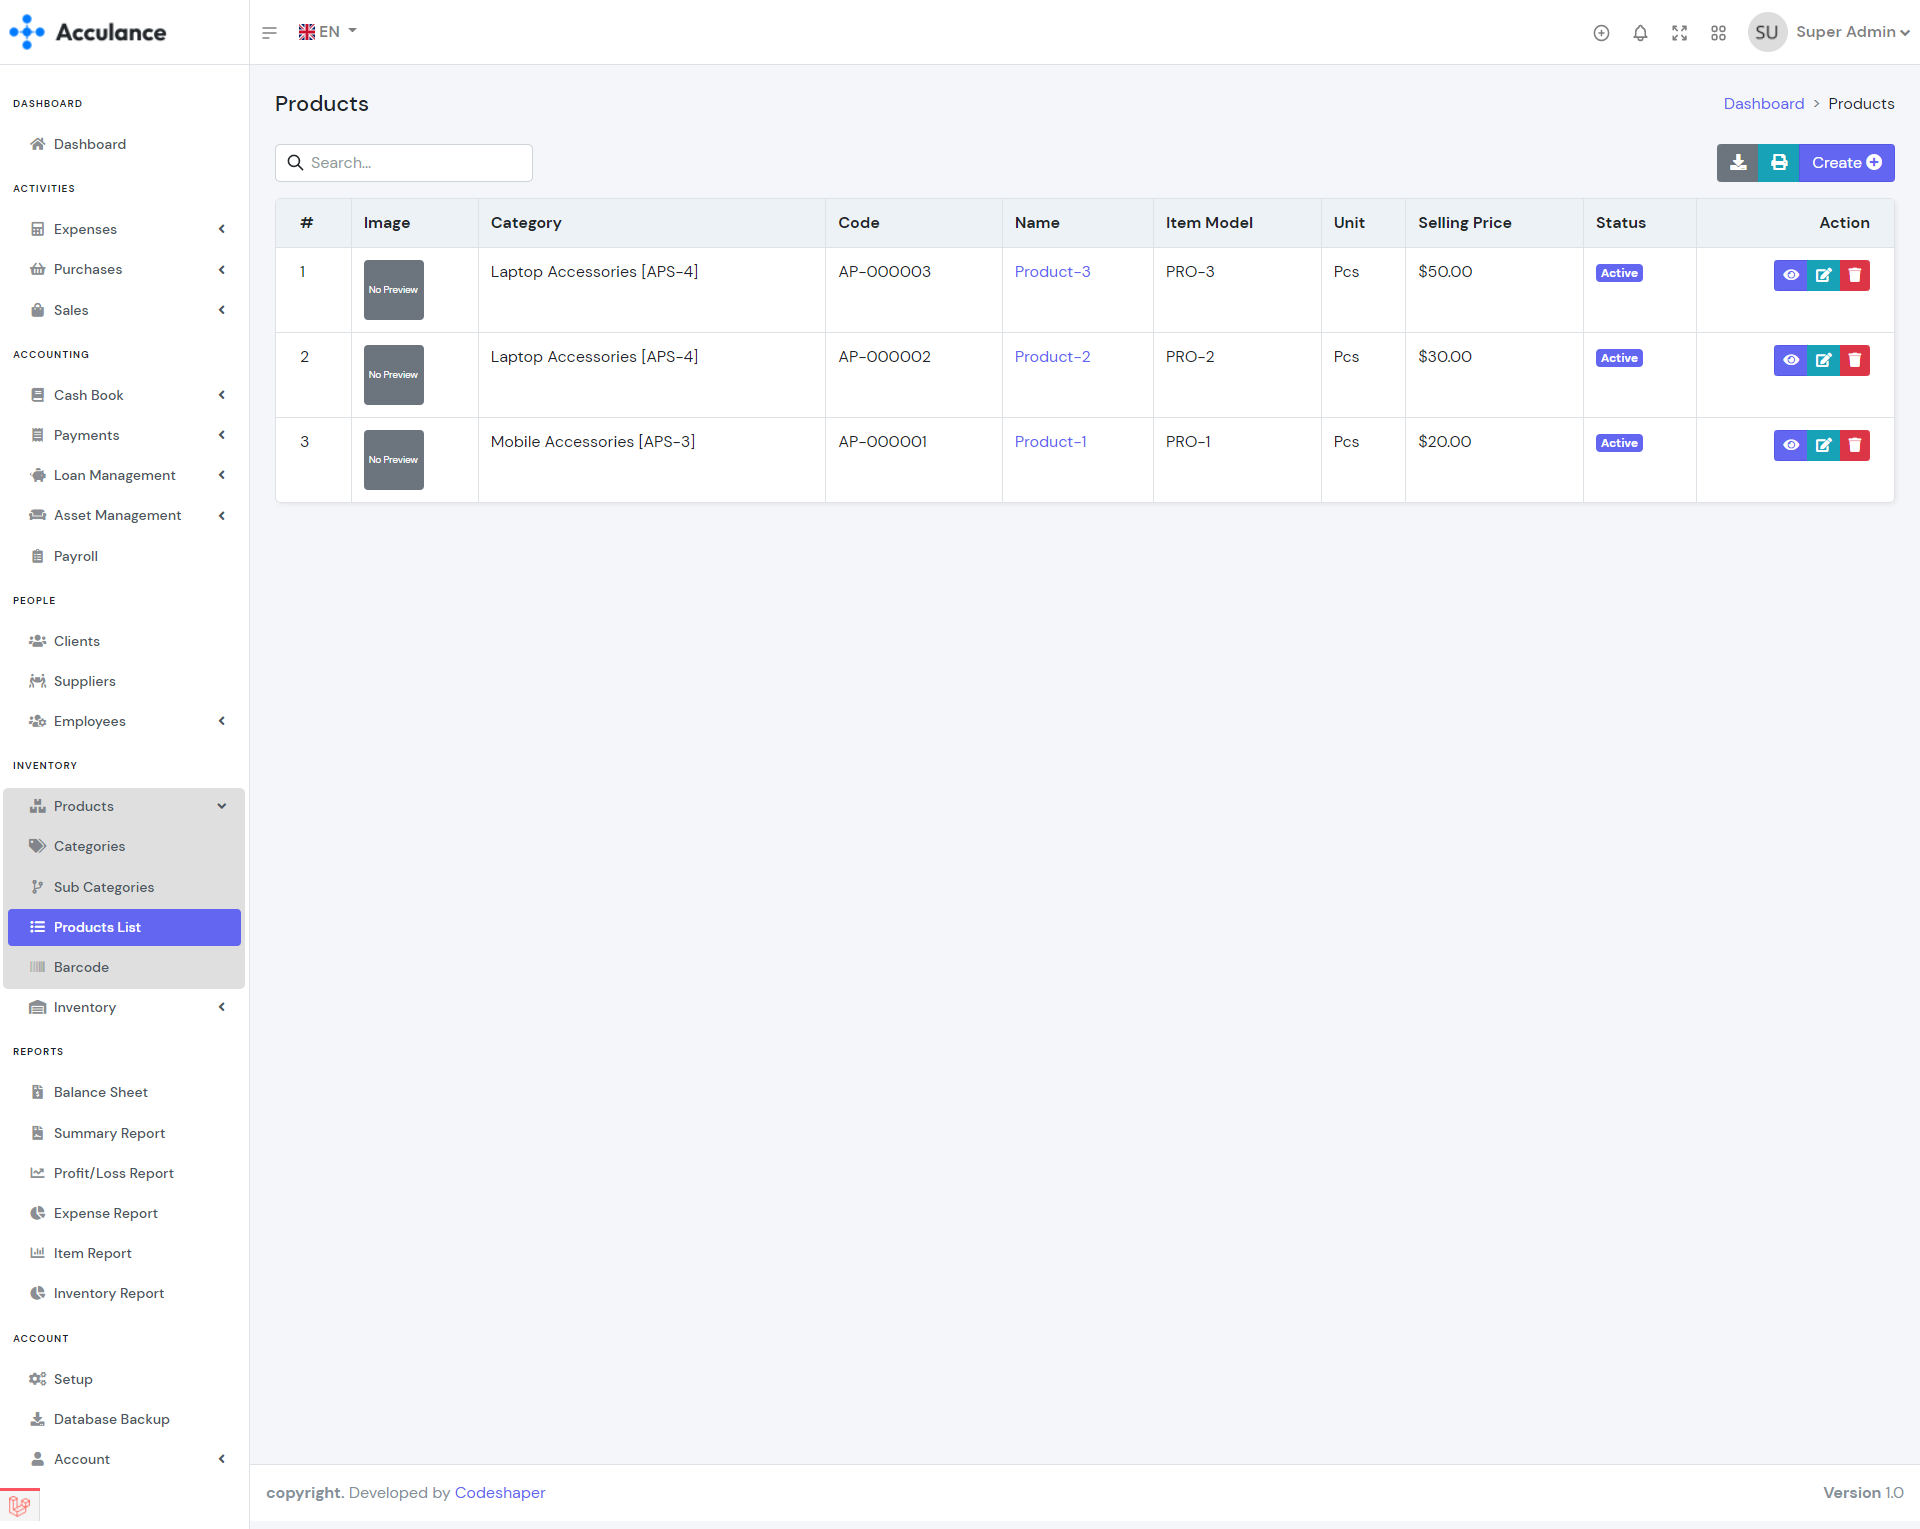 Acculance
EN
SU Super Admin
DASHBOARD
Dashboard
ACTIVITIES
Expenses
Purchases
Sales
ACCOUNTING
Cash Book
Payments
Loan Management
Asset Management
Payroll
PEOPLE
Clients
Suppliers
Employees
INVENTORY
Products
Categories
Sub Categories
Products List
Barcode
Inventory
REPORTS
Balance Sheet
Summary Report
Profit/Loss Report
Expense Report
Item Report
Inventory Report
ACCOUNT
Setup
Database Backup
Account
Products
Dashboard > Products
Search...
Create
# Image Category Code Name Item Model Unit Selling Price Status Action
1 No Preview Laptop Accessories [APS-4] AP-000003 Product-3 PRO-3 Pcs $50.00 Active
2 No Preview Laptop Accessories [APS-4] AP-000002 Product-2 PRO-2 Pcs $30.00 Active
3 No Preview Mobile Accessories [APS-3] AP-000001 Product-1 PRO-1 Pcs $20.00 Active
copyright. Developed by Codeshaper
Version 1.0